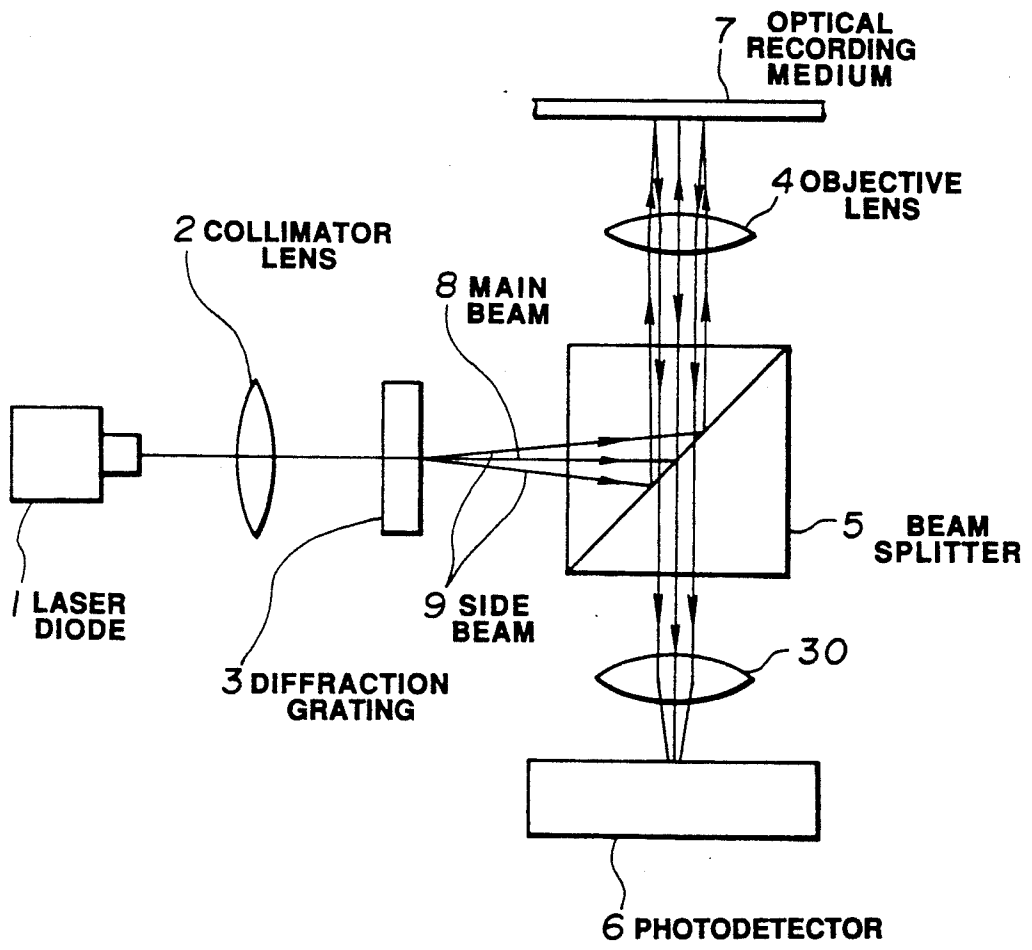 7 OPTICAL
RECORDING
MEDIUM
4 OBJECTIVE
LENS
2 COLLIMATOR
LENS
8 MAIN
BEAM
5 BEAM
SPLITTER
1 LASER
DIODE
9 SIDE
BEAM
3 DIFFRACTION
GRATING
30
6 PHOTODETECTOR